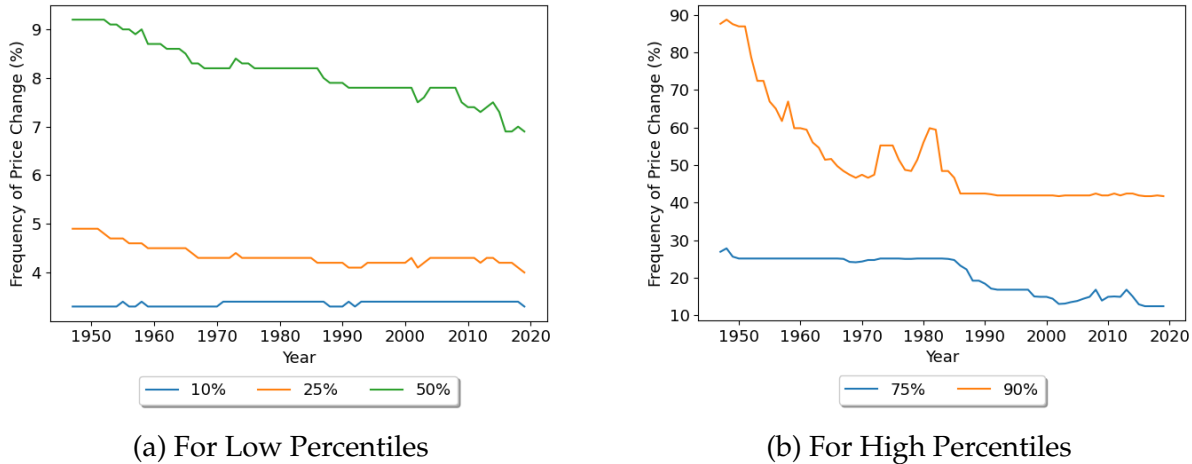 9
8
7
6
5
4
Frequency of Price Change (%)
1950 1960 1970 1980 1990 2000 2010 2020
Year
10% 25% 50%
(a) For Low Percentiles
90
80
70
60
50
40
30
20
10
Frequency of Price Change (%)
1950 1960 1970 1980 1990 2000 2010 2020
Year
75% 90%
(b) For High Percentiles